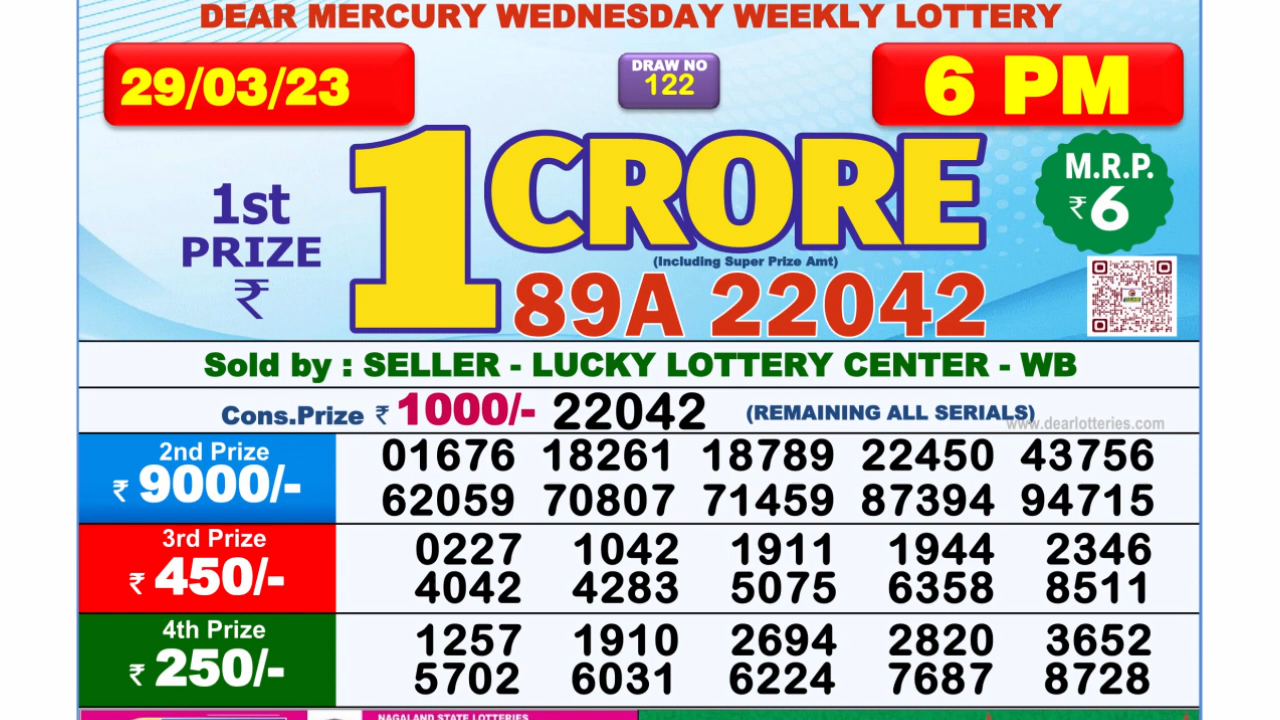 DEAR MERCURY WEDNESDAY WEEKLY LOTTERY
29/03/23
DRAW NO
122
6 PM
1st
PRIZE
₹
1 CRORE
(Including Super Prize Amt)
89A 22042
M.R.P.
₹6
Sold by : SELLER - LUCKY LOTTERY CENTER - WB
Cons.Prize ₹ 1000/- 22042 (REMAINING ALL SERIALS)
www.dearlotteries.com
2nd Prize
₹ 9000/-
01676 18261 18789 22450 43756
62059 70807 71459 87394 94715
3rd Prize
₹ 450/-
0227 1042 1911 1944 2346
4042 4283 5075 6358 8511
4th Prize
₹ 250/-
1257 1910 2694 2820 3652
5702 6031 6224 7687 8728
NAGALAND STATE LOTTERIES